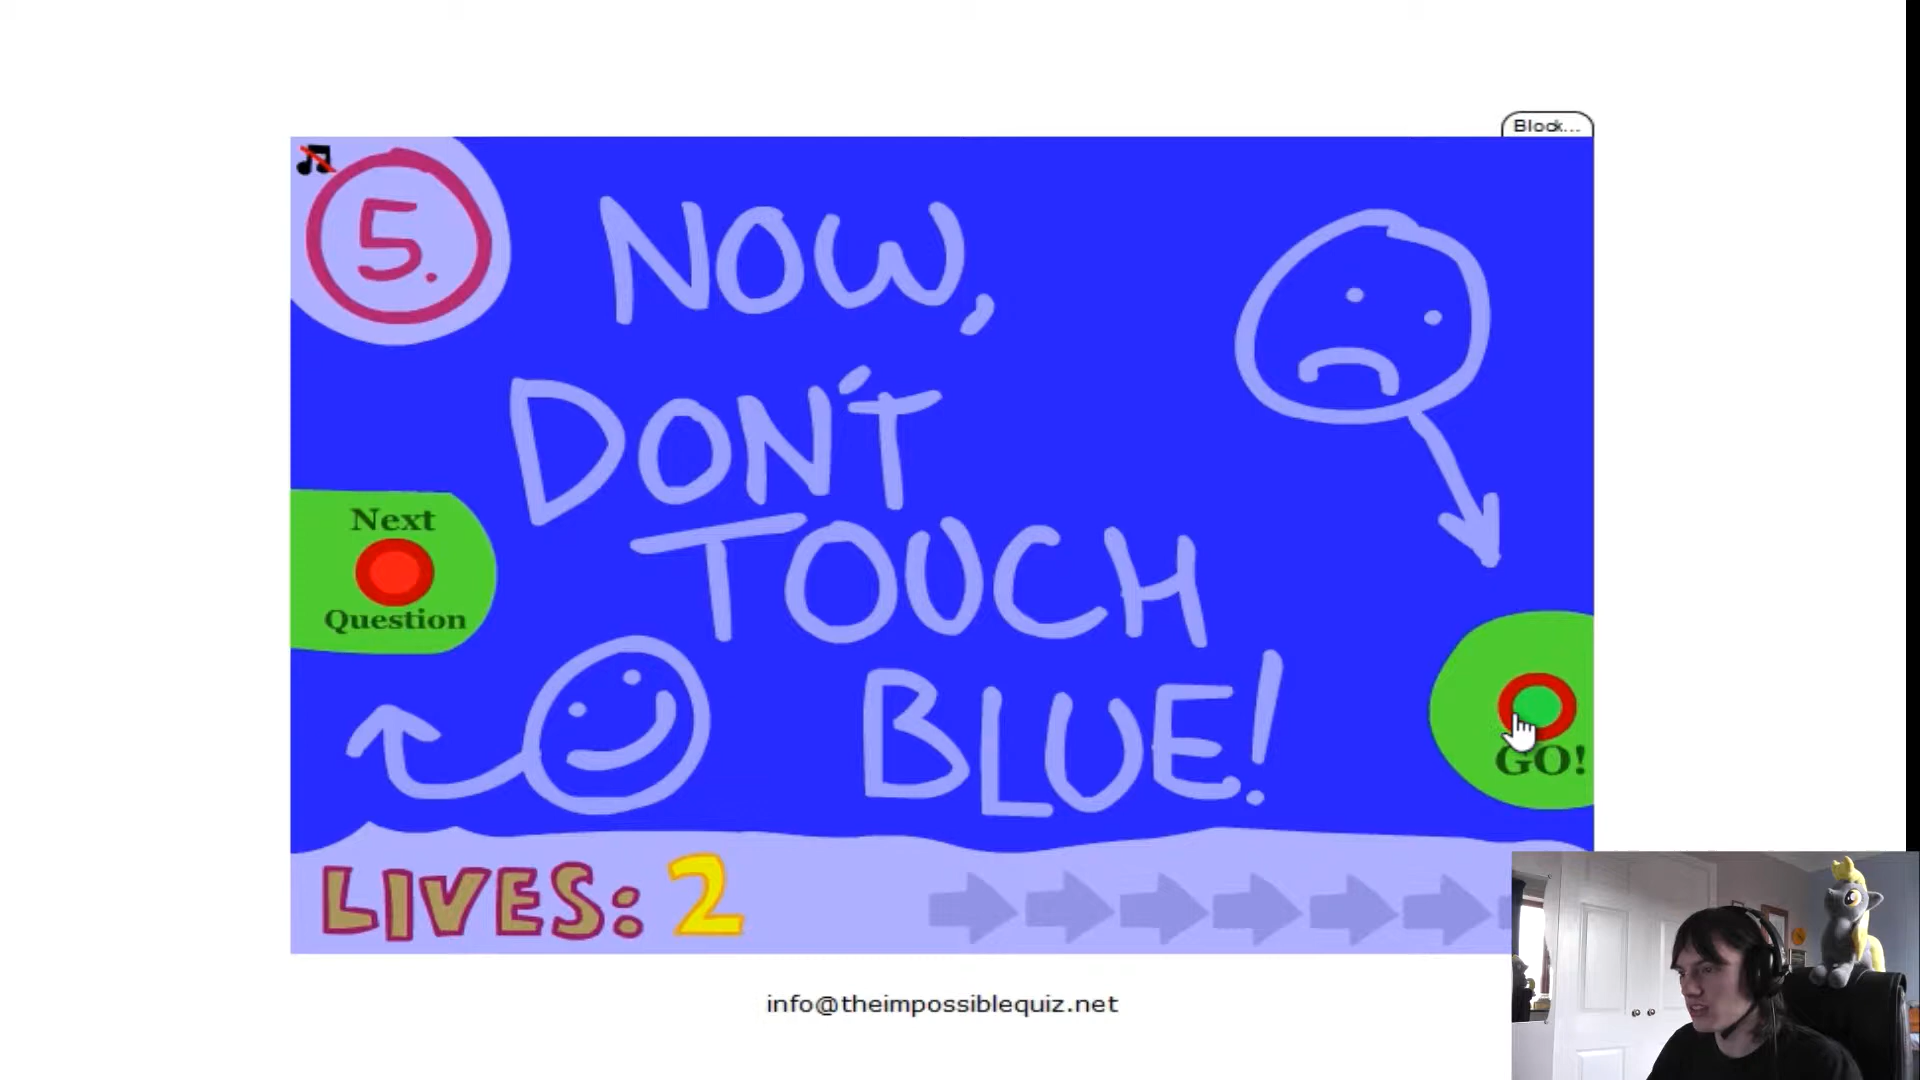 Block...
5.
NOW,
DON'T
TOUCH
BLUE!
Next
Question
GO!
LIVES: 2
info@theimpossiblequiz.net